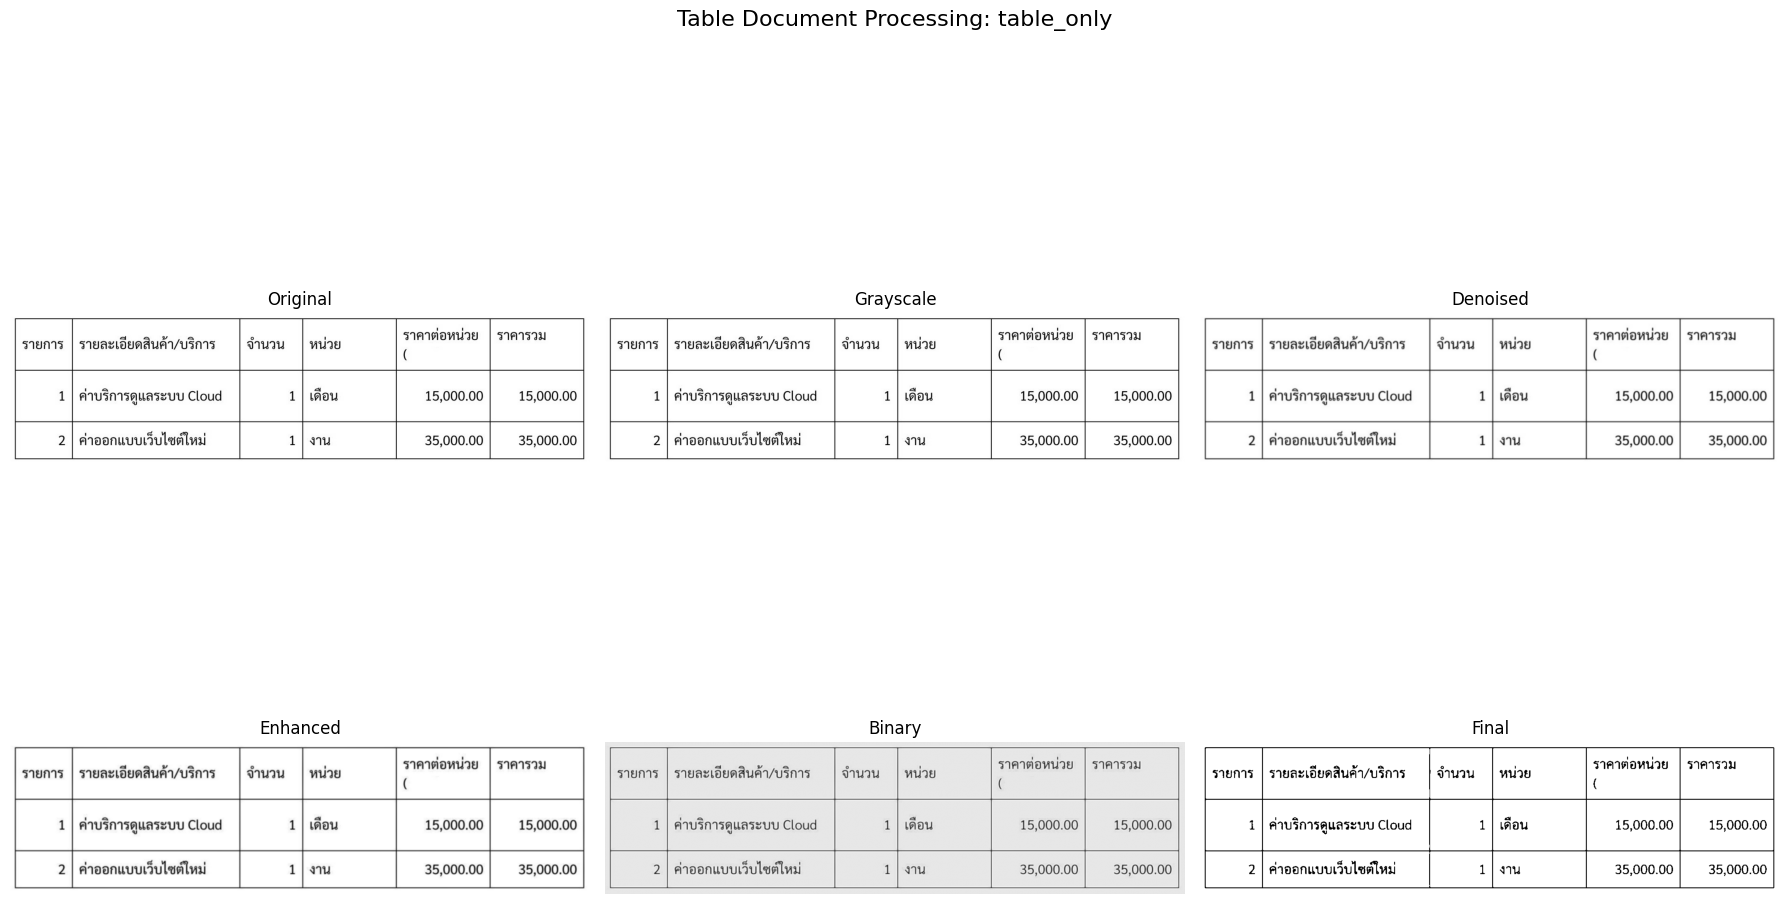 Table Document Processing: table_only
Original
รายการ รายละเอียดสินค้า/บริการ จำนวน หน่วย ราคาต่อหน่วย ( ราคารวม
1 ค่าบริการดูแลระบบ Cloud 1 เดือน 15,000.00 15,000.00
2 ค่าออกแบบเว็บไซต์ใหม่ 1 งาน 35,000.00 35,000.00
Grayscale
รายการ รายละเอียดสินค้า/บริการ จำนวน หน่วย ราคาต่อหน่วย ( ราคารวม
1 ค่าบริการดูแลระบบ Cloud 1 เดือน 15,000.00 15,000.00
2 ค่าออกแบบเว็บไซต์ใหม่ 1 งาน 35,000.00 35,000.00
Denoised
รายการ รายละเอียดสินค้า/บริการ จำนวน หน่วย ราคาต่อหน่วย ( ราคารวม
1 ค่าบริการดูแลระบบ Cloud 1 เดือน 15,000.00 15,000.00
2 ค่าออกแบบเว็บไซต์ใหม่ 1 งาน 35,000.00 35,000.00
Enhanced
รายการ รายละเอียดสินค้า/บริการ จำนวน หน่วย ราคาต่อหน่วย ( ราคารวม
1 ค่าบริการดูแลระบบ Cloud 1 เดือน 15,000.00 15,000.00
2 ค่าออกแบบเว็บไซต์ใหม่ 1 งาน 35,000.00 35,000.00
Binary
รายการ รายละเอียดสินค้า/บริการ จำนวน หน่วย ราคาต่อหน่วย ( ราคารวม
1 ค่าบริการดูแลระบบ Cloud 1 เดือน 15,000.00 15,000.00
2 ค่าออกแบบเว็บไซต์ใหม่ 1 งาน 35,000.00 35,000.00
Final
รายการ รายละเอียดสินค้า/บริการ จำนวน หน่วย ราคาต่อหน่วย ( ราคารวม
1 ค่าบริการดูแลระบบ Cloud 1 เดือน 15,000.00 15,000.00
2 ค่าออกแบบเว็บไซต์ใหม่ 1 งาน 35,000.00 35,000.00